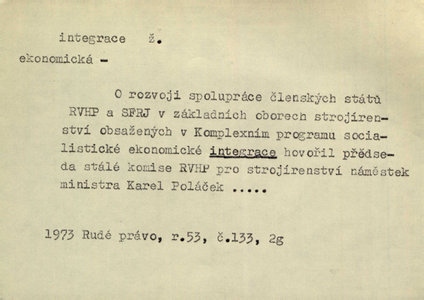 integrace ž.
ekonomická -
O rozvoji spolupráce členských států
RVHP a SFRJ v základních oborech strojíren-
ství obsažených v Komplexním programu socia-
listické ekonomické integrace hovořil předse-
da stálé komise RVHP pro strojírenství náměstek
ministra Karel Poláček .....
1973 Rudé právo, r.53, č.133, 2g